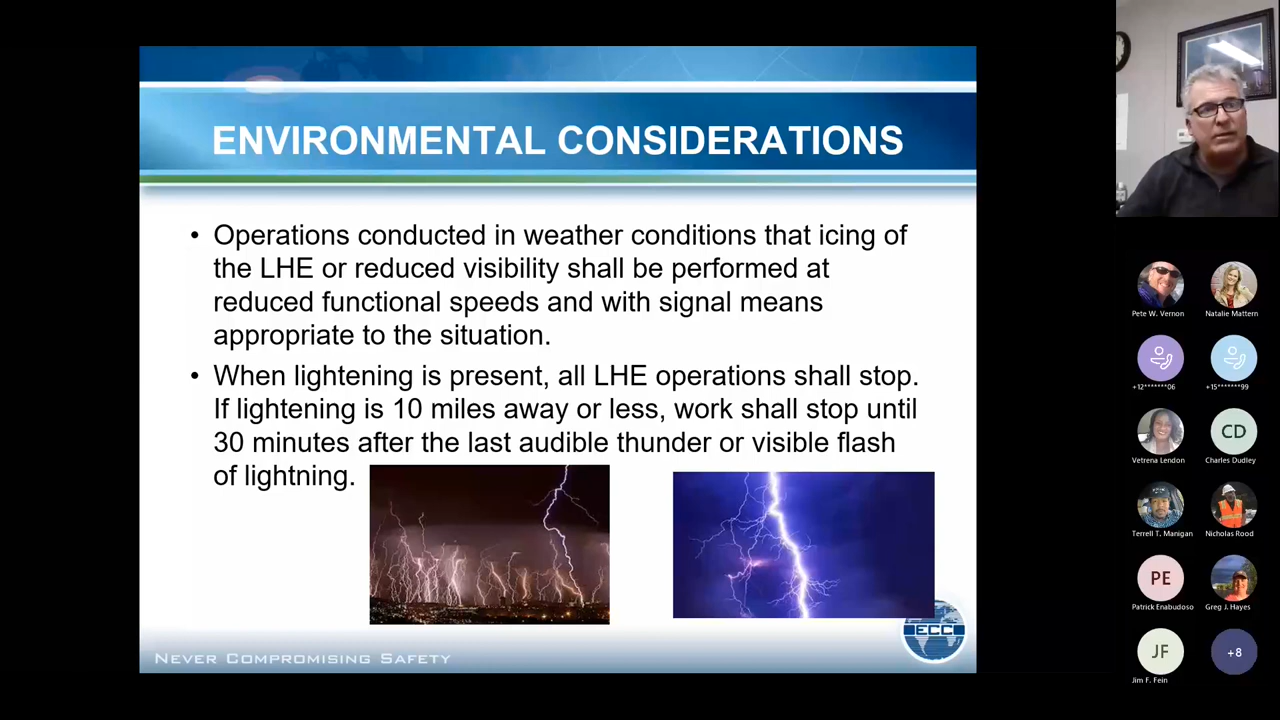 ENVIRONMENTAL CONSIDERATIONS
• Operations conducted in weather conditions that icing of
the LHE or reduced visibility shall be performed at
reduced functional speeds and with signal means
appropriate to the situation.
• When lightening is present, all LHE operations shall stop.
If lightening is 10 miles away or less, work shall stop until
30 minutes after the last audible thunder or visible flash
of lightning.
NEVER COMPROMISING SAFETY
ECC
Pete W. Vernon
Natalie Mattern
+12*******06
+15*******99
CD
Vetrena Lendon
Charles Dudley
Terrell T. Manigan
Nicholas Rood
PE
Patrick Enabudoso
Greg J. Hayes
JF
+8
Jim F. Fein